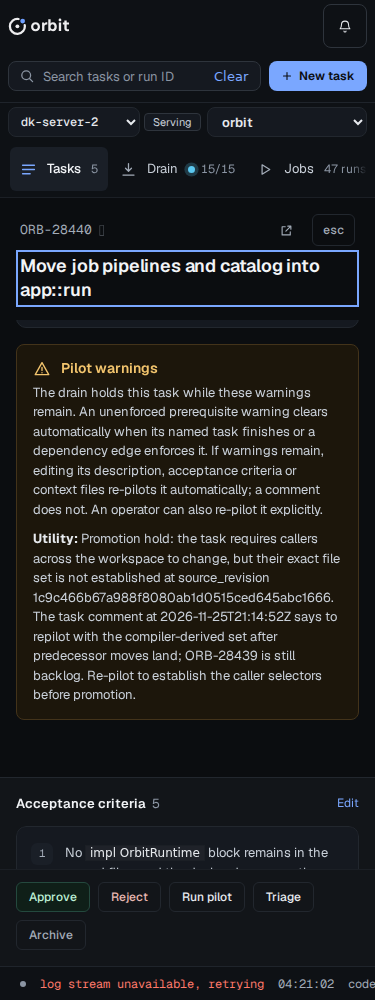 orbit
Search tasks or run ID Clear
+ New task
dk-server-2 Serving orbit
Tasks 5 Drain 15/15 Jobs 47 runs
ORB-28440 esc
Move job pipelines and catalog into
app::run
Pilot warnings
The drain holds this task while these warnings
remain. An unenforced prerequisite warning clears
automatically when its named task finishes or a
dependency edge enforces it. If warnings remain,
editing its description, acceptance criteria or
context files re-pilots it automatically; a comment
does not. An operator can also re-pilot it explicitly.
Utility: Promotion hold: the task requires callers
across the workspace to change, but their exact file
set is not established at source_revision
1c9c466b67a988f8080ab1d0515ced645abc1666.
The task comment at 2026-11-25T21:14:52Z says to
repilot with the compiler-derived set after
predecessor moves land; ORB-28439 is still
backlog. Re-pilot to establish the caller selectors
before promotion.
Acceptance criteria 5 Edit
1 No impl OrbitRuntime block remains in the
Approve Reject Run pilot Triage
Archive
log stream unavailable, retrying 04:21:02 code